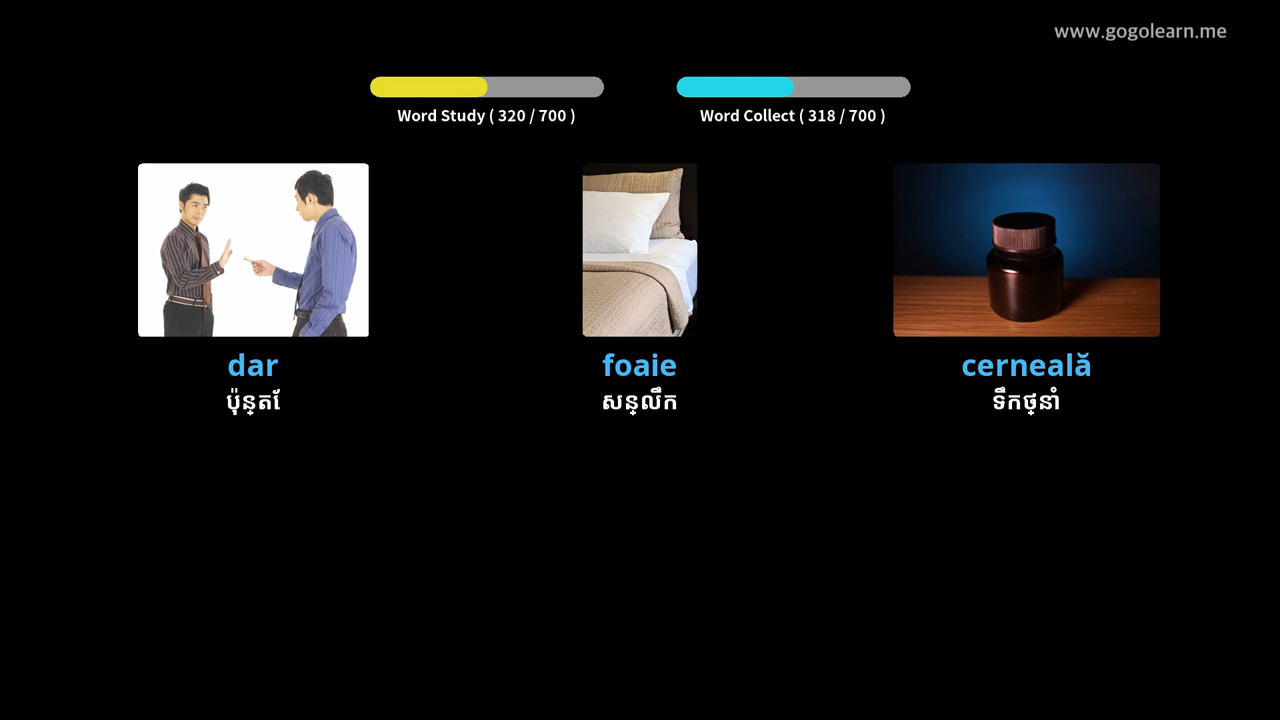 www.gogolearn.me
Word Study ( 320 / 700 )
Word Collect ( 318 / 700 )
dar
ប៉ុន្តែ
foaie
សន្លឹក
cerneală
ទឹកថ្នាំ